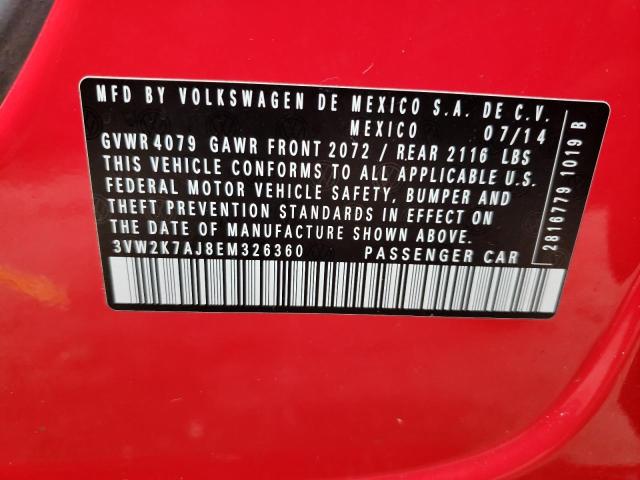 MFD BY VOLKSWAGEN DE MEXICO S.A. DE C.V.
MEXICO 07/14
GVWR 4079 GAWR FRONT 2072 / REAR 2116 LBS
THIS VEHICLE CONFORMS TO ALL APPLICABLE U.S.
FEDERAL MOTOR VEHICLE SAFETY, BUMPER AND
THEFT PREVENTION STANDARDS IN EFFECT ON
THE DATE OF MANUFACTURE SHOWN ABOVE.
3VW2K7AJ8EM326360 PASSENGER CAR
2816779 1019 B